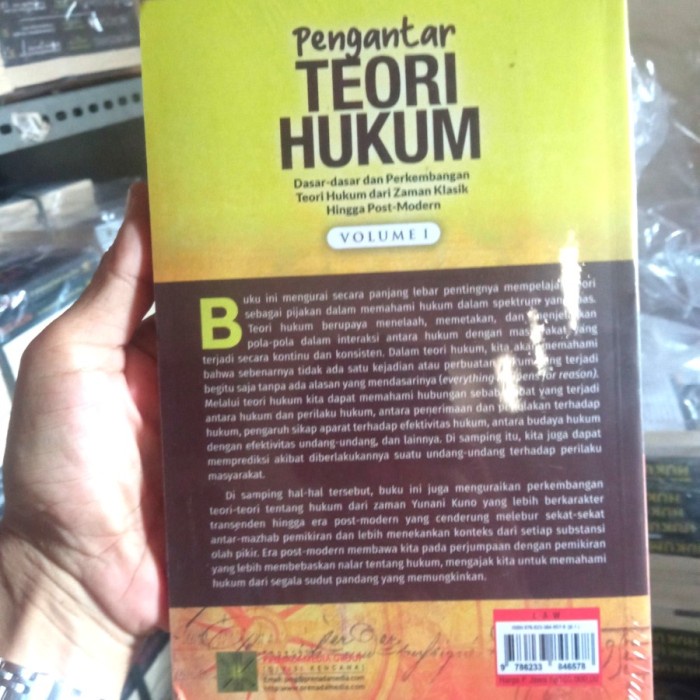 Pengantar
TEORI
HUKUM
Dasar-dasar dan Perkembangan
Teori Hukum dari Zaman Klasik
Hingga Post-Modern
VOLUME I
Buku ini mengurai secara panjang lebar pentingnya mempelajari teori
sebagai pijakan dalam memahami hukum dalam spektrum yang luas.
Teori hukum berupaya menelaah, memetakan, dan menjelaskan
pola-pola dalam interaksi antara hukum dengan masyarakat yang
terjadi secara kontinu dan konsisten. Dalam teori hukum, kita akan memahami
bahwa sebenarnya tidak ada satu kejadian atau perbuatan hukum yang terjadi
begitu saja tanpa ada alasan yang mendasarinya (everything happens for reason).
Melalui teori hukum kita dapat memahami hubungan sebab akibat yang terjadi
antara hukum dan perilaku hukum, antara penerimaan dan penolakan terhadap
hukum, pengaruh sikap aparat terhadap efektivitas hukum, antara budaya hukum
dengan efektivitas undang-undang, dan lainnya. Di samping itu, kita juga dapat
memprediksi akibat diberlakukannya suatu undang-undang terhadap perilaku
masyarakat.
Di samping hal-hal tersebut, buku ini juga menguraikan perkembangan
teori-teori tentang hukum dari zaman Yunani Kuno yang lebih berkarakter
transenden hingga era post-modern yang cenderung melebur sekat-sekat
antar-mazhab pemikiran dan lebih menekankan konteks dari setiap substansi
olah pikir. Era post-modern membawa kita pada perjumpaan dengan pemikiran
yang lebih membebaskan nalar tentang hukum, mengajak kita untuk memahami
hukum dari segala sudut pandang yang memungkinkan.
LAW
9 786233 846578